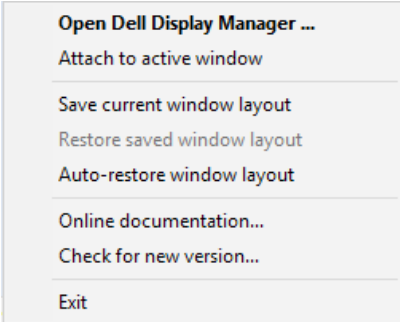 Open Dell Display Manager ...
Attach to active window
Save current window layout
Restore saved window layout
Auto-restore window layout
Online documentation...
Check for new version...
Exit